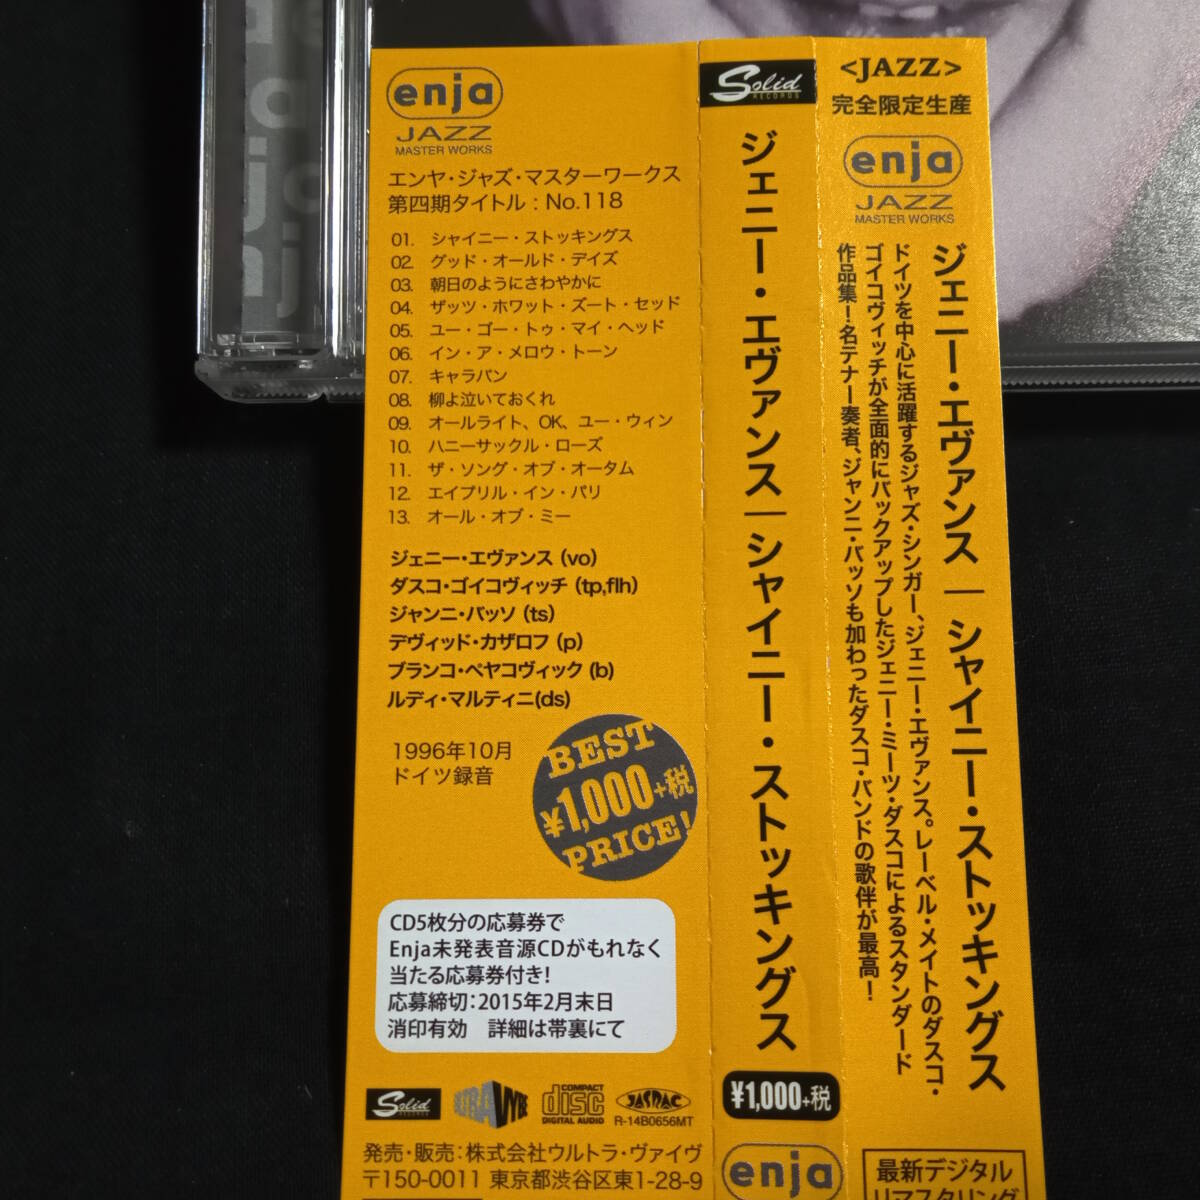 enja
JAZZ
MASTER WORKS
エンヤ・ジャズ・マスターワークス
第四期タイトル：No.118
01. シャイニー・ストッキングス
02. グッド・オールド・デイズ
03. 朝日のようにさわやかに
04. ザッツ・ホワット・ズート・セッド
05. ユー・ゴー・トゥ・マイ・ヘッド
06. イン・ア・メロウ・トーン
07. キャラバン
08. 柳よ泣いておくれ
09. オールライト、OK、ユー・ウィン
10. ハニーサックル・ローズ
11. ザ・ソング・オブ・オータム
12. エイプリル・イン・パリ
13. オール・オブ・ミー
ジェニー・エヴァンス (vo)
ダスコ・ゴイコヴィッチ (tp,flh)
ジャンニ・バッソ (ts)
デヴィッド・カザロフ (p)
ブランコ・ペヤコヴィック (b)
ルディ・マルティニ(ds)
1996年10月
ドイツ録音
BEST
¥1,000+税
PRICE!
CD5枚分の応募券で
Enja未発表音源CDがもれなく
当たる応募券付き!
応募締切：2015年2月末日
消印有効　詳細は帯裏にて
Solid
RECORDS
ULTRA VYBE
COMPACT
disc
DIGITAL AUDIO
JASRAC
R-14B0656MT
発売・販売：株式会社ウルトラ・ヴァイヴ
〒150-0011 東京都渋谷区東1-28-9
Solid
RECORDS
ジェニー・エヴァンス｜シャイニー・ストッキングス
¥1,000+税
enja
<JAZZ>
完全限定生産
enja
JAZZ
MASTER WORKS
ジェニー・エヴァンス｜シャイニー・ストッキングス
ドイツを中心に活躍するジャズ・シンガー、ジェニー・エヴァンス。レーベル・メイトのダスコ・
ゴイコヴィッチが全面的にバックアップしたジェニー・ミーツ・ダスコによるスタンダード
作品集！名テナー奏者、ジャンニ・バッソも加わったダスコ・バンドの歌伴が最高！
最新デジタル
リマスタリング